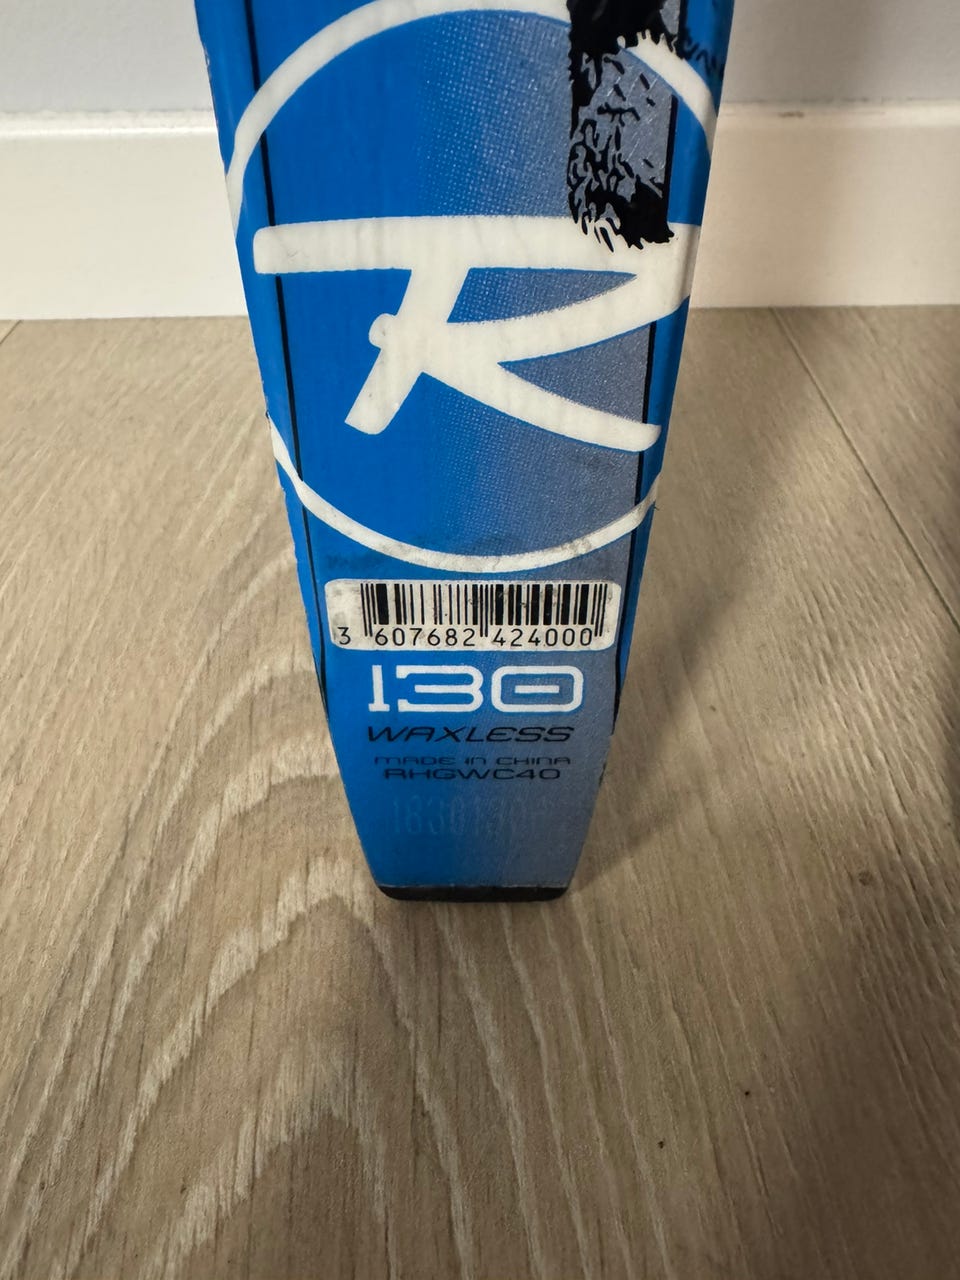 R
3 607682 424000
130
WAXLESS
MADE IN CHINA
RHGWC40